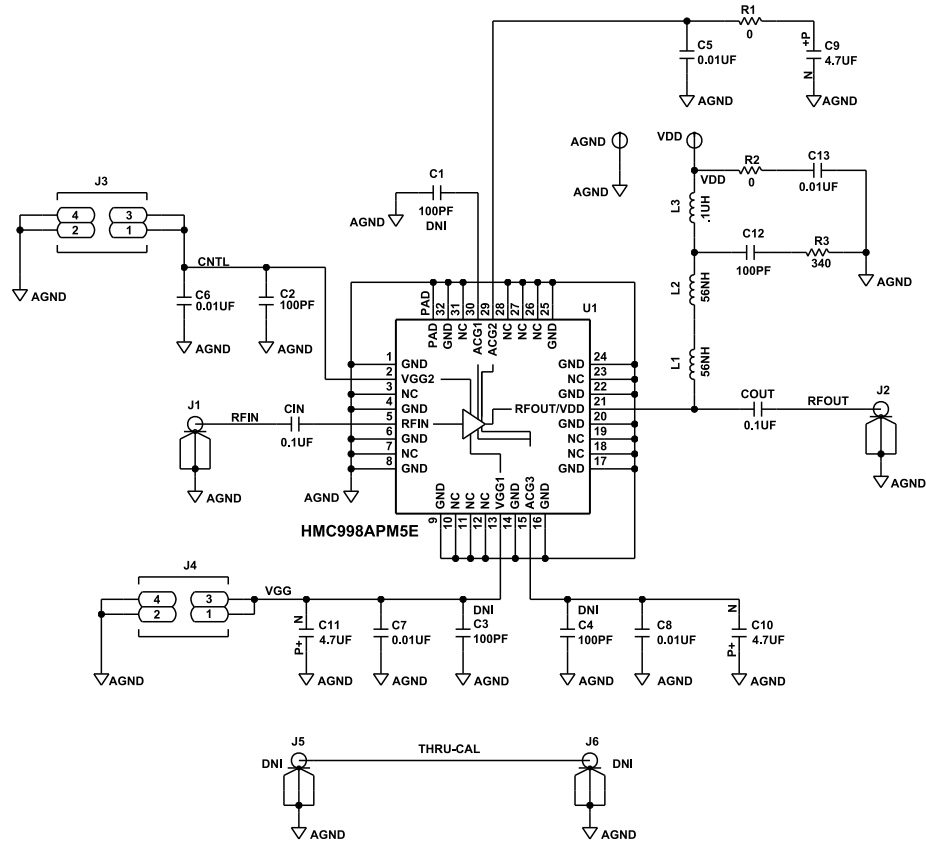 R1
0
C5
0.01UF
+P
C9
4.7UF
N
AGND
AGND
AGND
AGND
VDD
VDD
R2
0
C13
0.01UF
L3
.1UH
C12
100PF
R3
340
AGND
L2
56NH
L1
56NH
C1
100PF
DNI
AGND
J3
4
3
2
1
AGND
CNTL
C6
0.01UF
C2
100PF
AGND
AGND
PAD
32
31
30
29
28
27
26
25
U1
PAD
GND
NC
ACG1
ACG2
NC
NC
NC
GND
1
GND
2
VGG2
3
NC
4
GND
5
RFIN
6
GND
7
NC
8
GND
GND
24
NC
23
GND
22
RFOUT/VDD
21
GND
20
NC
19
NC
18
GND
17
J1
RFIN
CIN
0.1UF
AGND
AGND
COUT
0.1UF
RFOUT
J2
AGND
GND
NC
NC
NC
VGG1
GND
ACG3
GND
9
10
11
12
13
14
15
16
HMC998APM5E
J4
4
3
2
1
AGND
VGG
N
C11
4.7UF
P+
AGND
C7
0.01UF
AGND
DNI
C3
100PF
AGND
DNI
C4
100PF
AGND
C8
0.01UF
AGND
N
C10
4.7UF
P+
AGND
J5
DNI
THRU-CAL
J6
DNI
AGND
AGND